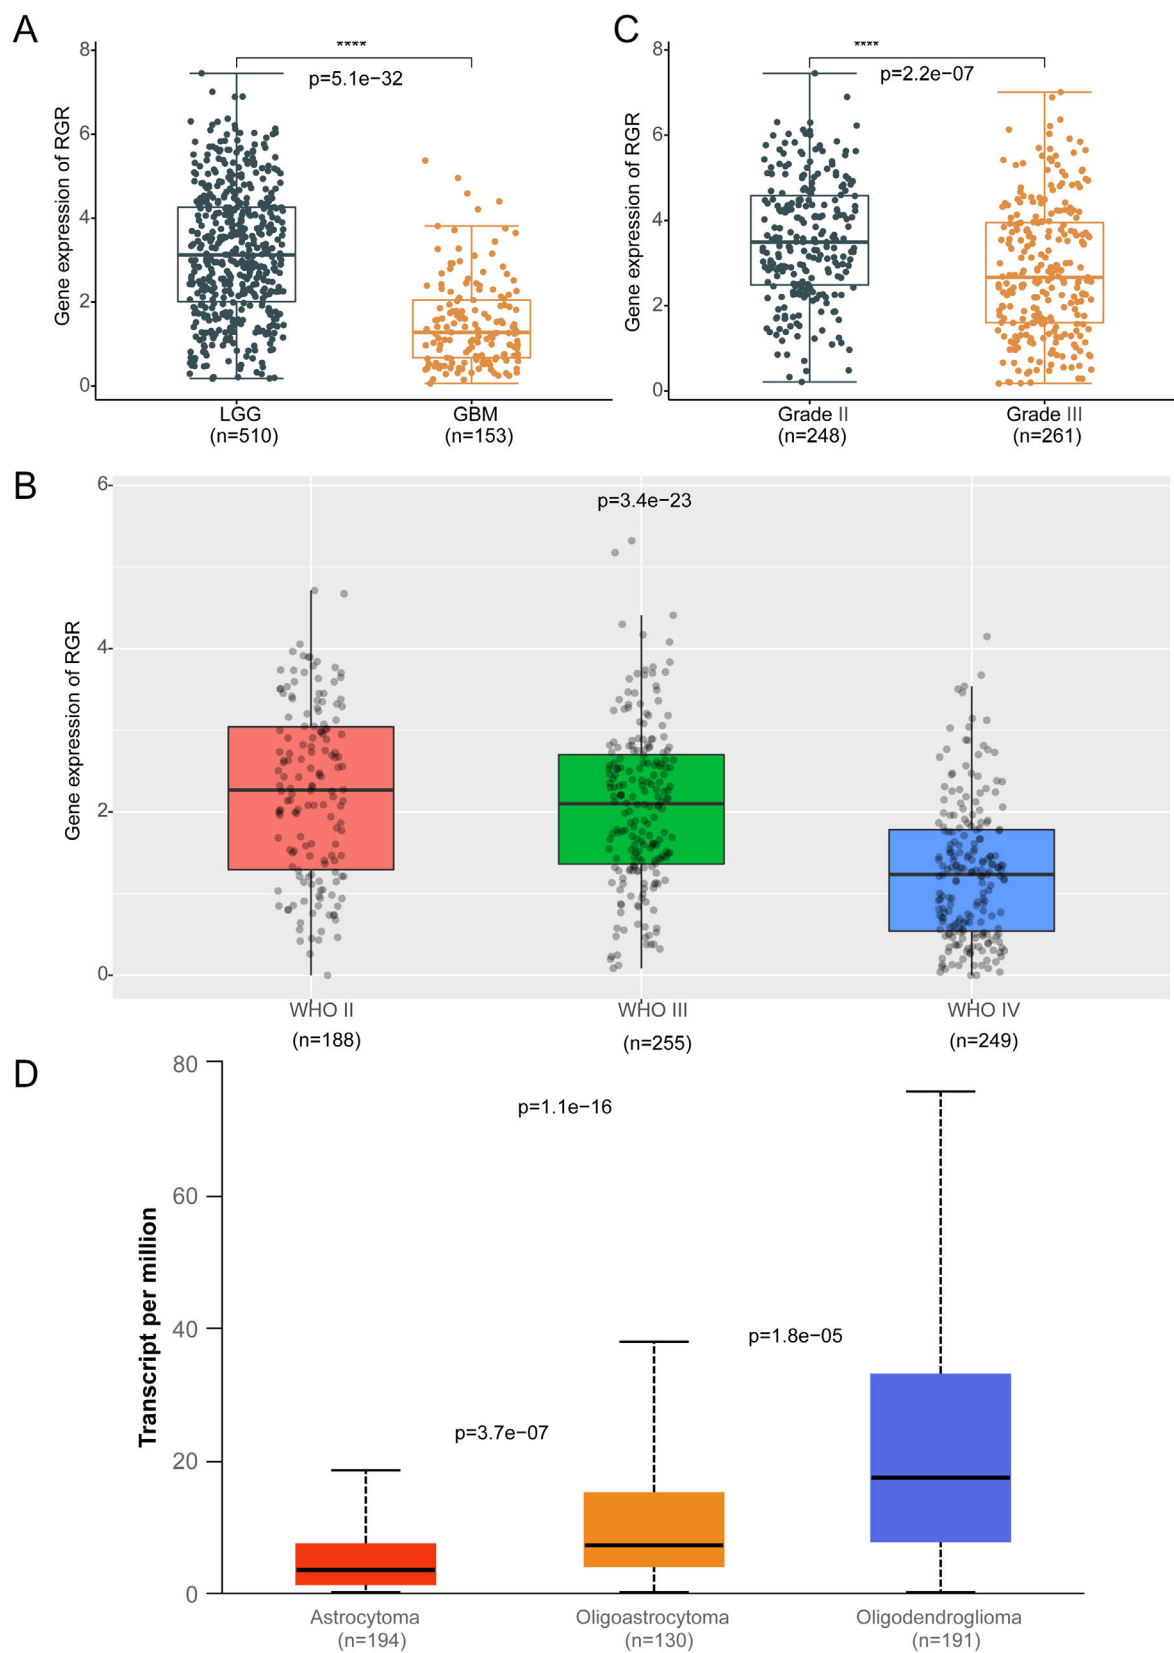 A
8
6
4
2
0
Gene expression of RGR
****
p=5.1e−32
LGG
(n=510)
GBM
(n=153)
C
8
6
4
2
0
Gene expression of RGR
****
p=2.2e−07
Grade II
(n=248)
Grade III
(n=261)
B
6
4
2
0
Gene expression of RGR
p=3.4e−23
WHO II
(n=188)
WHO III
(n=255)
WHO IV
(n=249)
D
80
60
40
20
0
Transcript per million
p=1.1e−16
p=1.8e−05
p=3.7e−07
Astrocytoma
(n=194)
Oligoastrocytoma
(n=130)
Oligodendroglioma
(n=191)